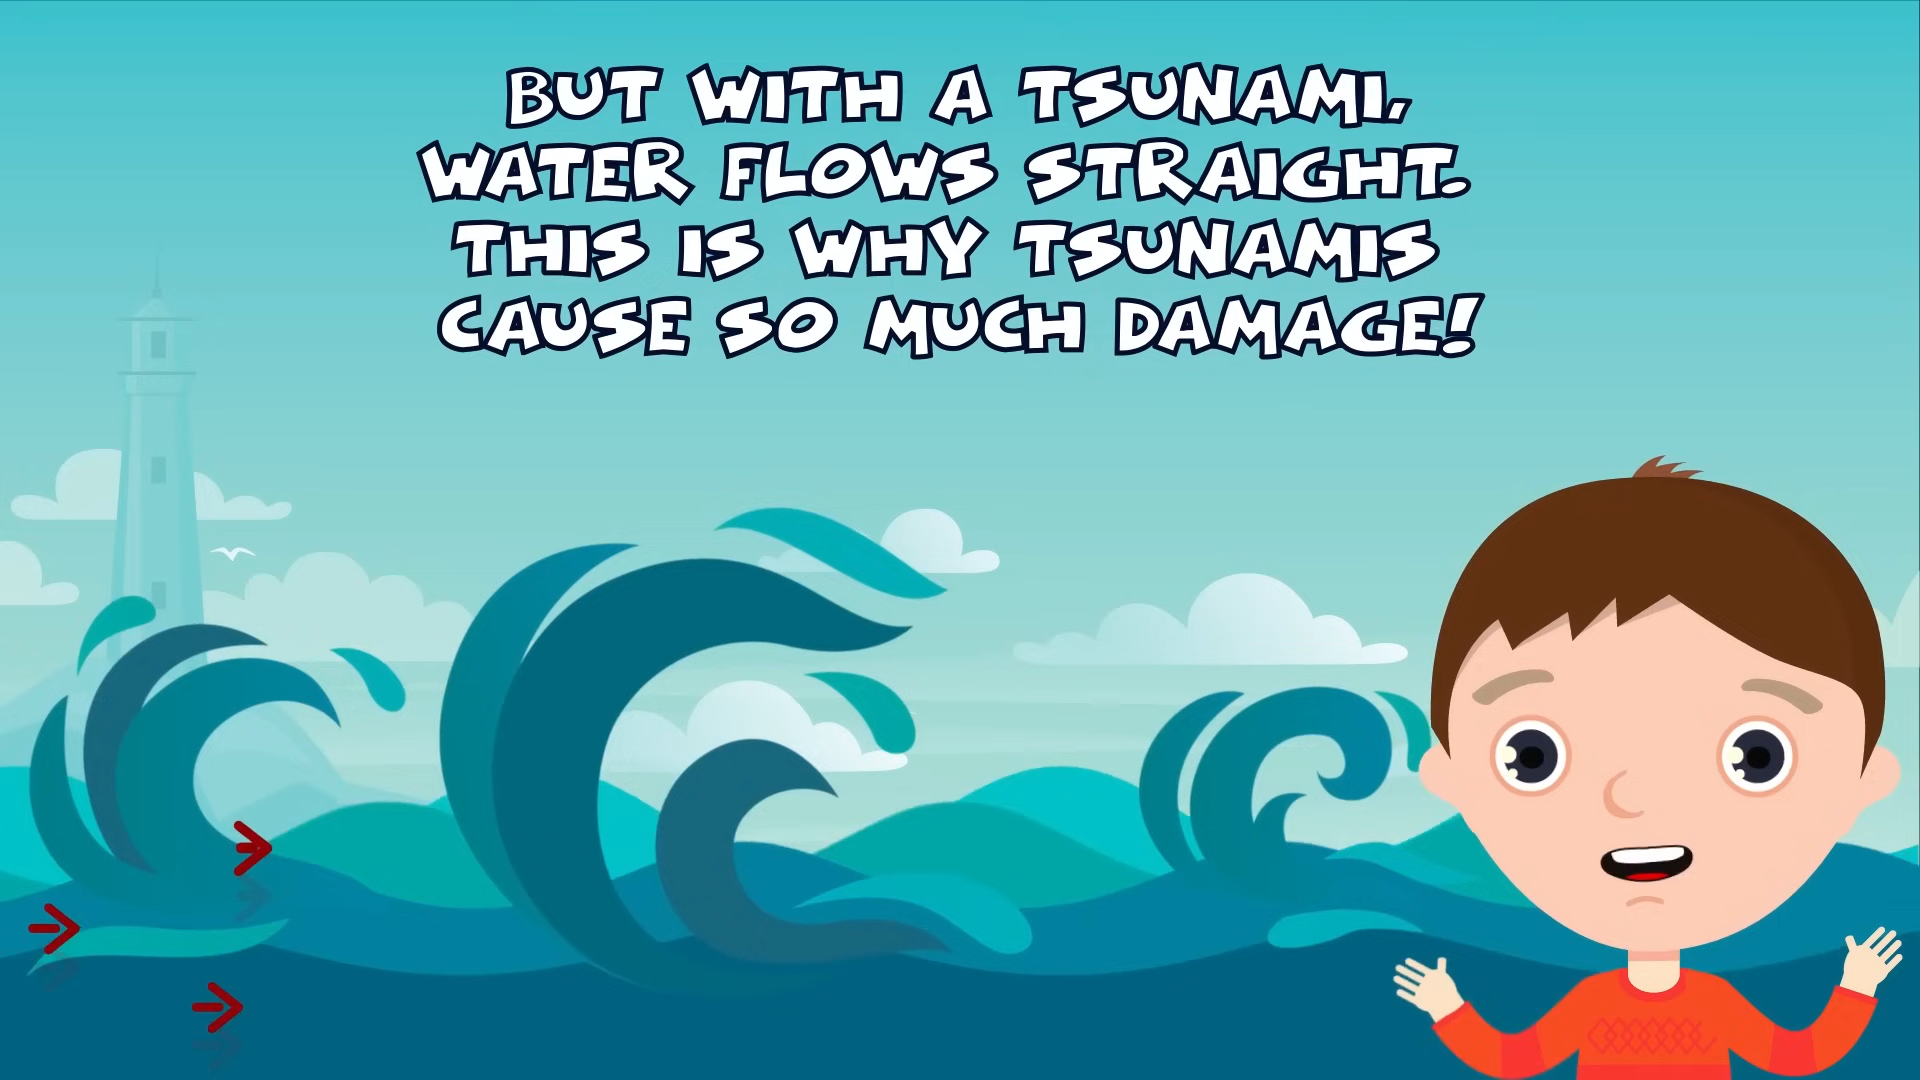 BUT WITH A TSUNAMI,
WATER FLOWS STRAIGHT.
THIS IS WHY TSUNAMIS
CAUSE SO MUCH DAMAGE!